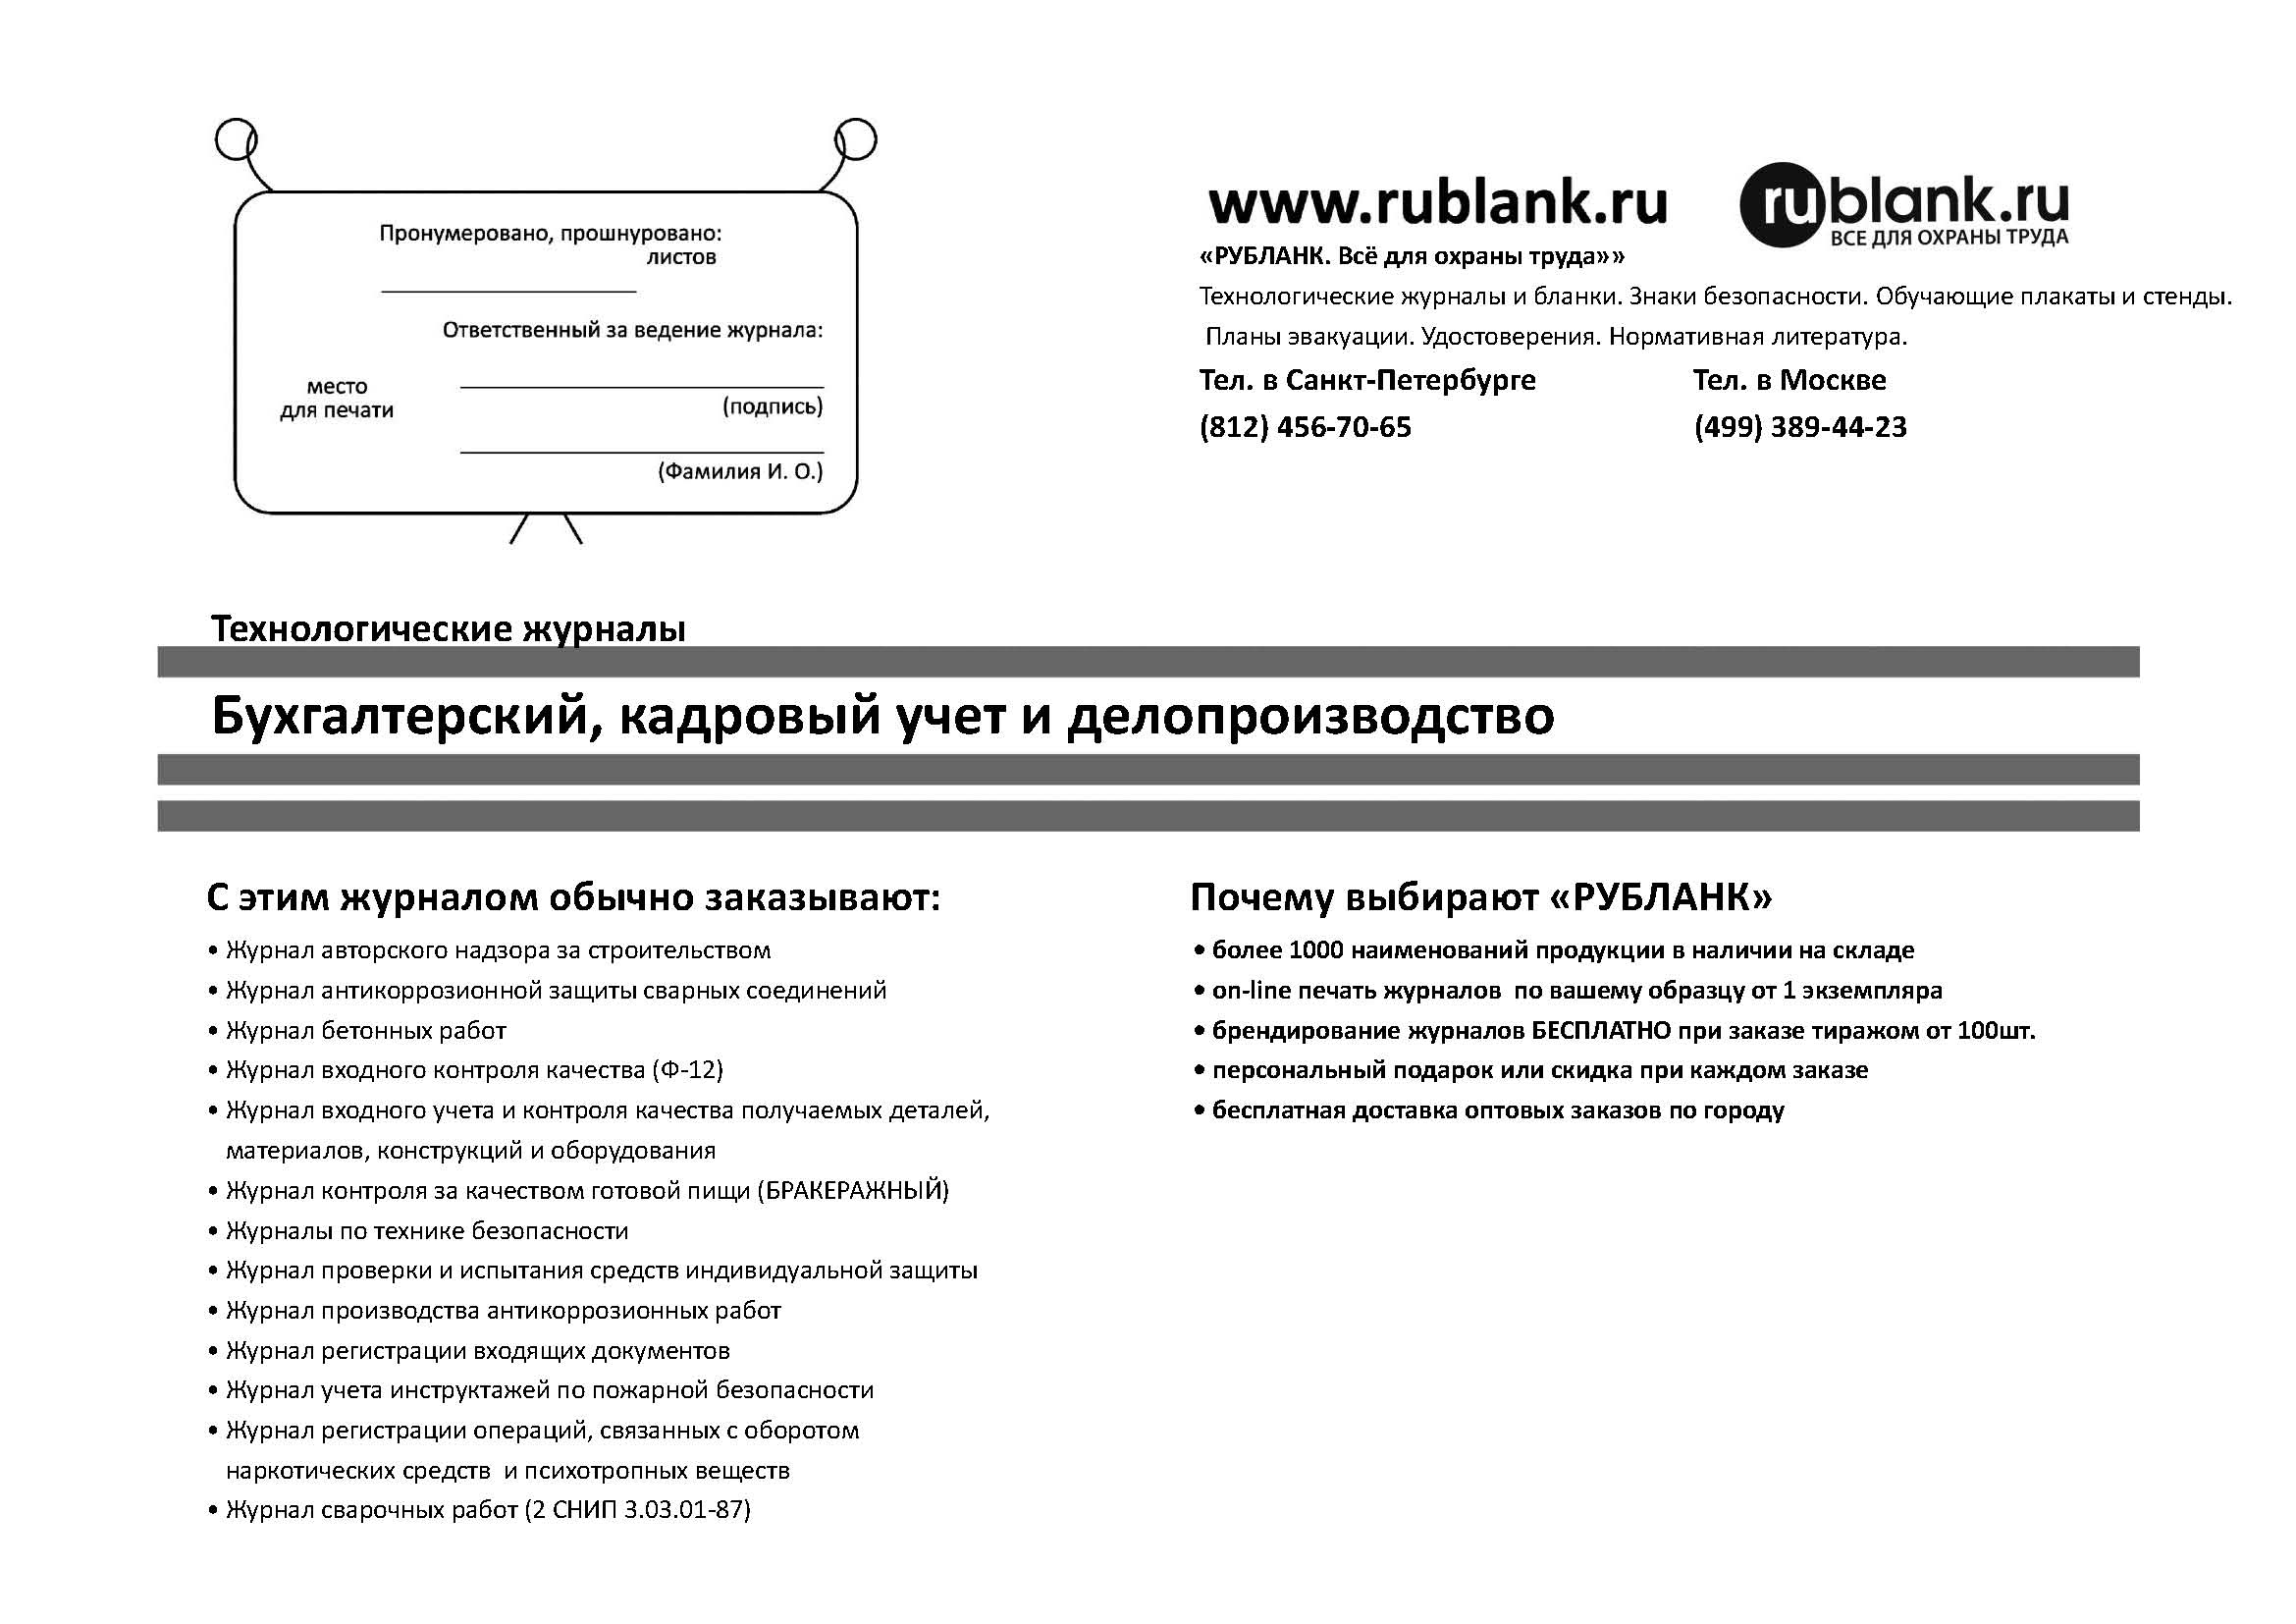 Пронумеровано, прошнуровано:
листов
Ответственный за ведение журнала:
место
для печати
(подпись)
(Фамилия И. О.)
www.rublank.ru
rublank.ru
ВСЕ ДЛЯ ОХРАНЫ ТРУДА
«РУБЛАНК. Всё для охраны труда»»
Технологические журналы и бланки. Знаки безопасности. Обучающие плакаты и стенды.
Планы эвакуации. Удостоверения. Нормативная литература.
Тел. в Санкт-Петербурге Тел. в Москве
(812) 456-70-65 (499) 389-44-23
Технологические журналы
Бухгалтерский, кадровый учет и делопроизводство
С этим журналом обычно заказывают:
• Журнал авторского надзора за строительством
• Журнал антикоррозионной защиты сварных соединений
• Журнал бетонных работ
• Журнал входного контроля качества (Ф-12)
• Журнал входного учета и контроля качества получаемых деталей,
материалов, конструкций и оборудования
• Журнал контроля за качеством готовой пищи (БРАКЕРАЖНЫЙ)
• Журналы по технике безопасности
• Журнал проверки и испытания средств индивидуальной защиты
• Журнал производства антикоррозионных работ
• Журнал регистрации входящих документов
• Журнал учета инструктажей по пожарной безопасности
• Журнал регистрации операций, связанных с оборотом
наркотических средств  и психотропных веществ
• Журнал сварочных работ (2 СНИП 3.03.01-87)
Почему выбирают «РУБЛАНК»
• более 1000 наименований продукции в наличии на складе
• on-line печать журналов  по вашему образцу от 1 экземпляра
• брендирование журналов БЕСПЛАТНО при заказе тиражом от 100шт.
• персональный подарок или скидка при каждом заказе
• бесплатная доставка оптовых заказов по городу